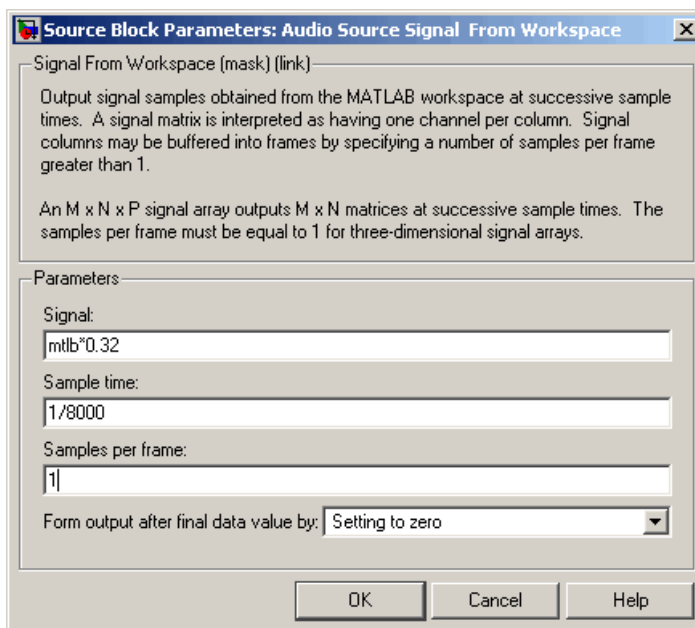 Source Block Parameters: Audio Source Signal From Workspace
Signal From Workspace (mask) (link)
Output signal samples obtained from the MATLAB workspace at successive sample
times. A signal matrix is interpreted as having one channel per column. Signal
columns may be buffered into frames by specifying a number of samples per frame
greater than 1.
An M x N x P signal array outputs M x N matrices at successive sample times. The
samples per frame must be equal to 1 for three-dimensional signal arrays.
Parameters
Signal:
mtlb*0.32
Sample time:
1/8000
Samples per frame:
1
Form output after final data value by: Setting to zero
OK Cancel Help